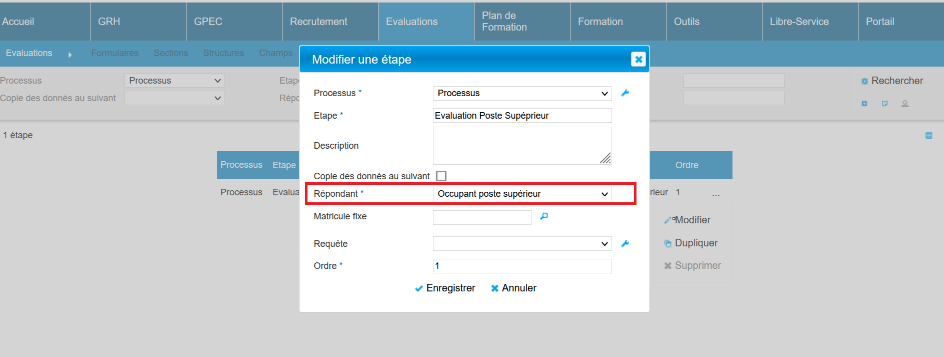 Accueil GRH GPEC Recrutement Evaluations Plan de Formation Formation Outils Libre-Service Portail
Evaluations Formulaires Sections Structures Champs
Modifier une étape
Processus Processus Etape Rechercher
Copie des donnés au suivant Répo
Processus * Processus
Etape * Evaluation Poste Supéprieur
Description
1 étape
Processus Etape Ordre
Copie des donnés au suivant
Processus Evalua rieur 1 ...
Répondant * Occupant poste supérieur
Matricule fixe
Modifier
Requête
Dupliquer
Ordre * 1
Supprimer
Enregistrer Annuler